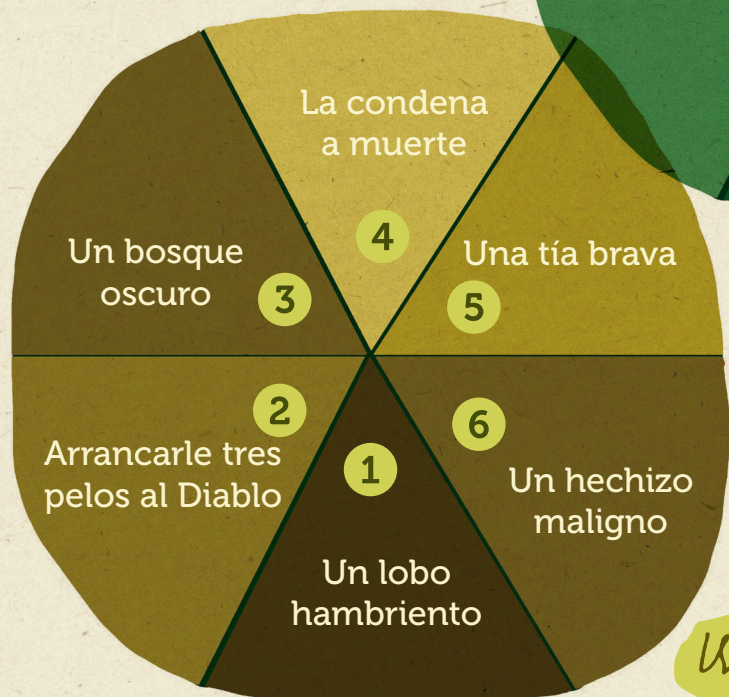 La condena
a muerte
4
Un bosque
oscuro
3
Una tía brava
5
2
Arrancarle tres
pelos al Diablo
1
Un lobo
hambriento
6
Un hechizo
maligno